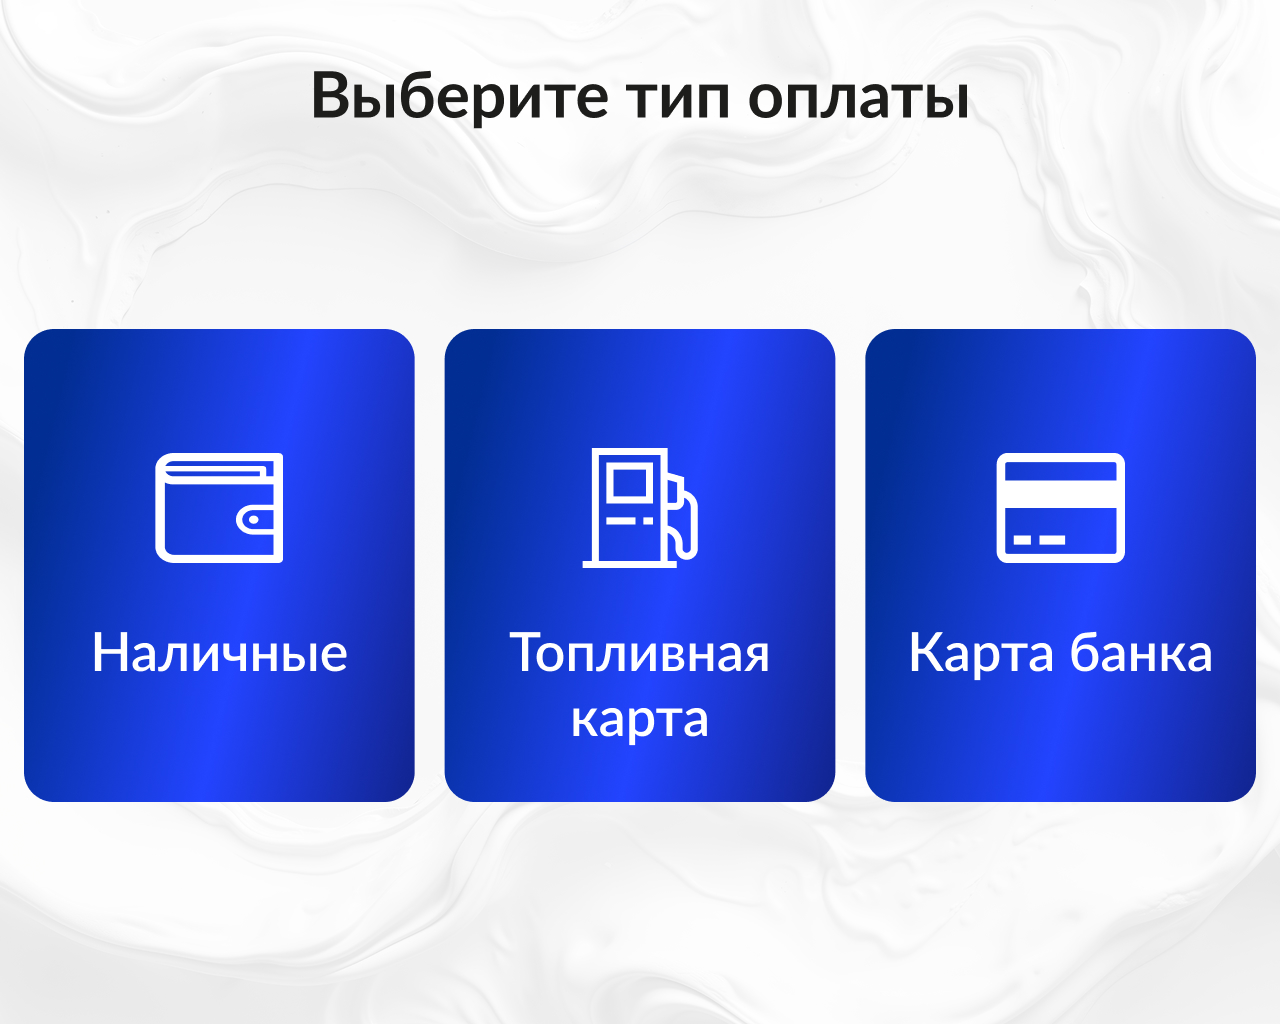 Выберите тип оплаты
Наличные
Топливная
карта
Карта банка